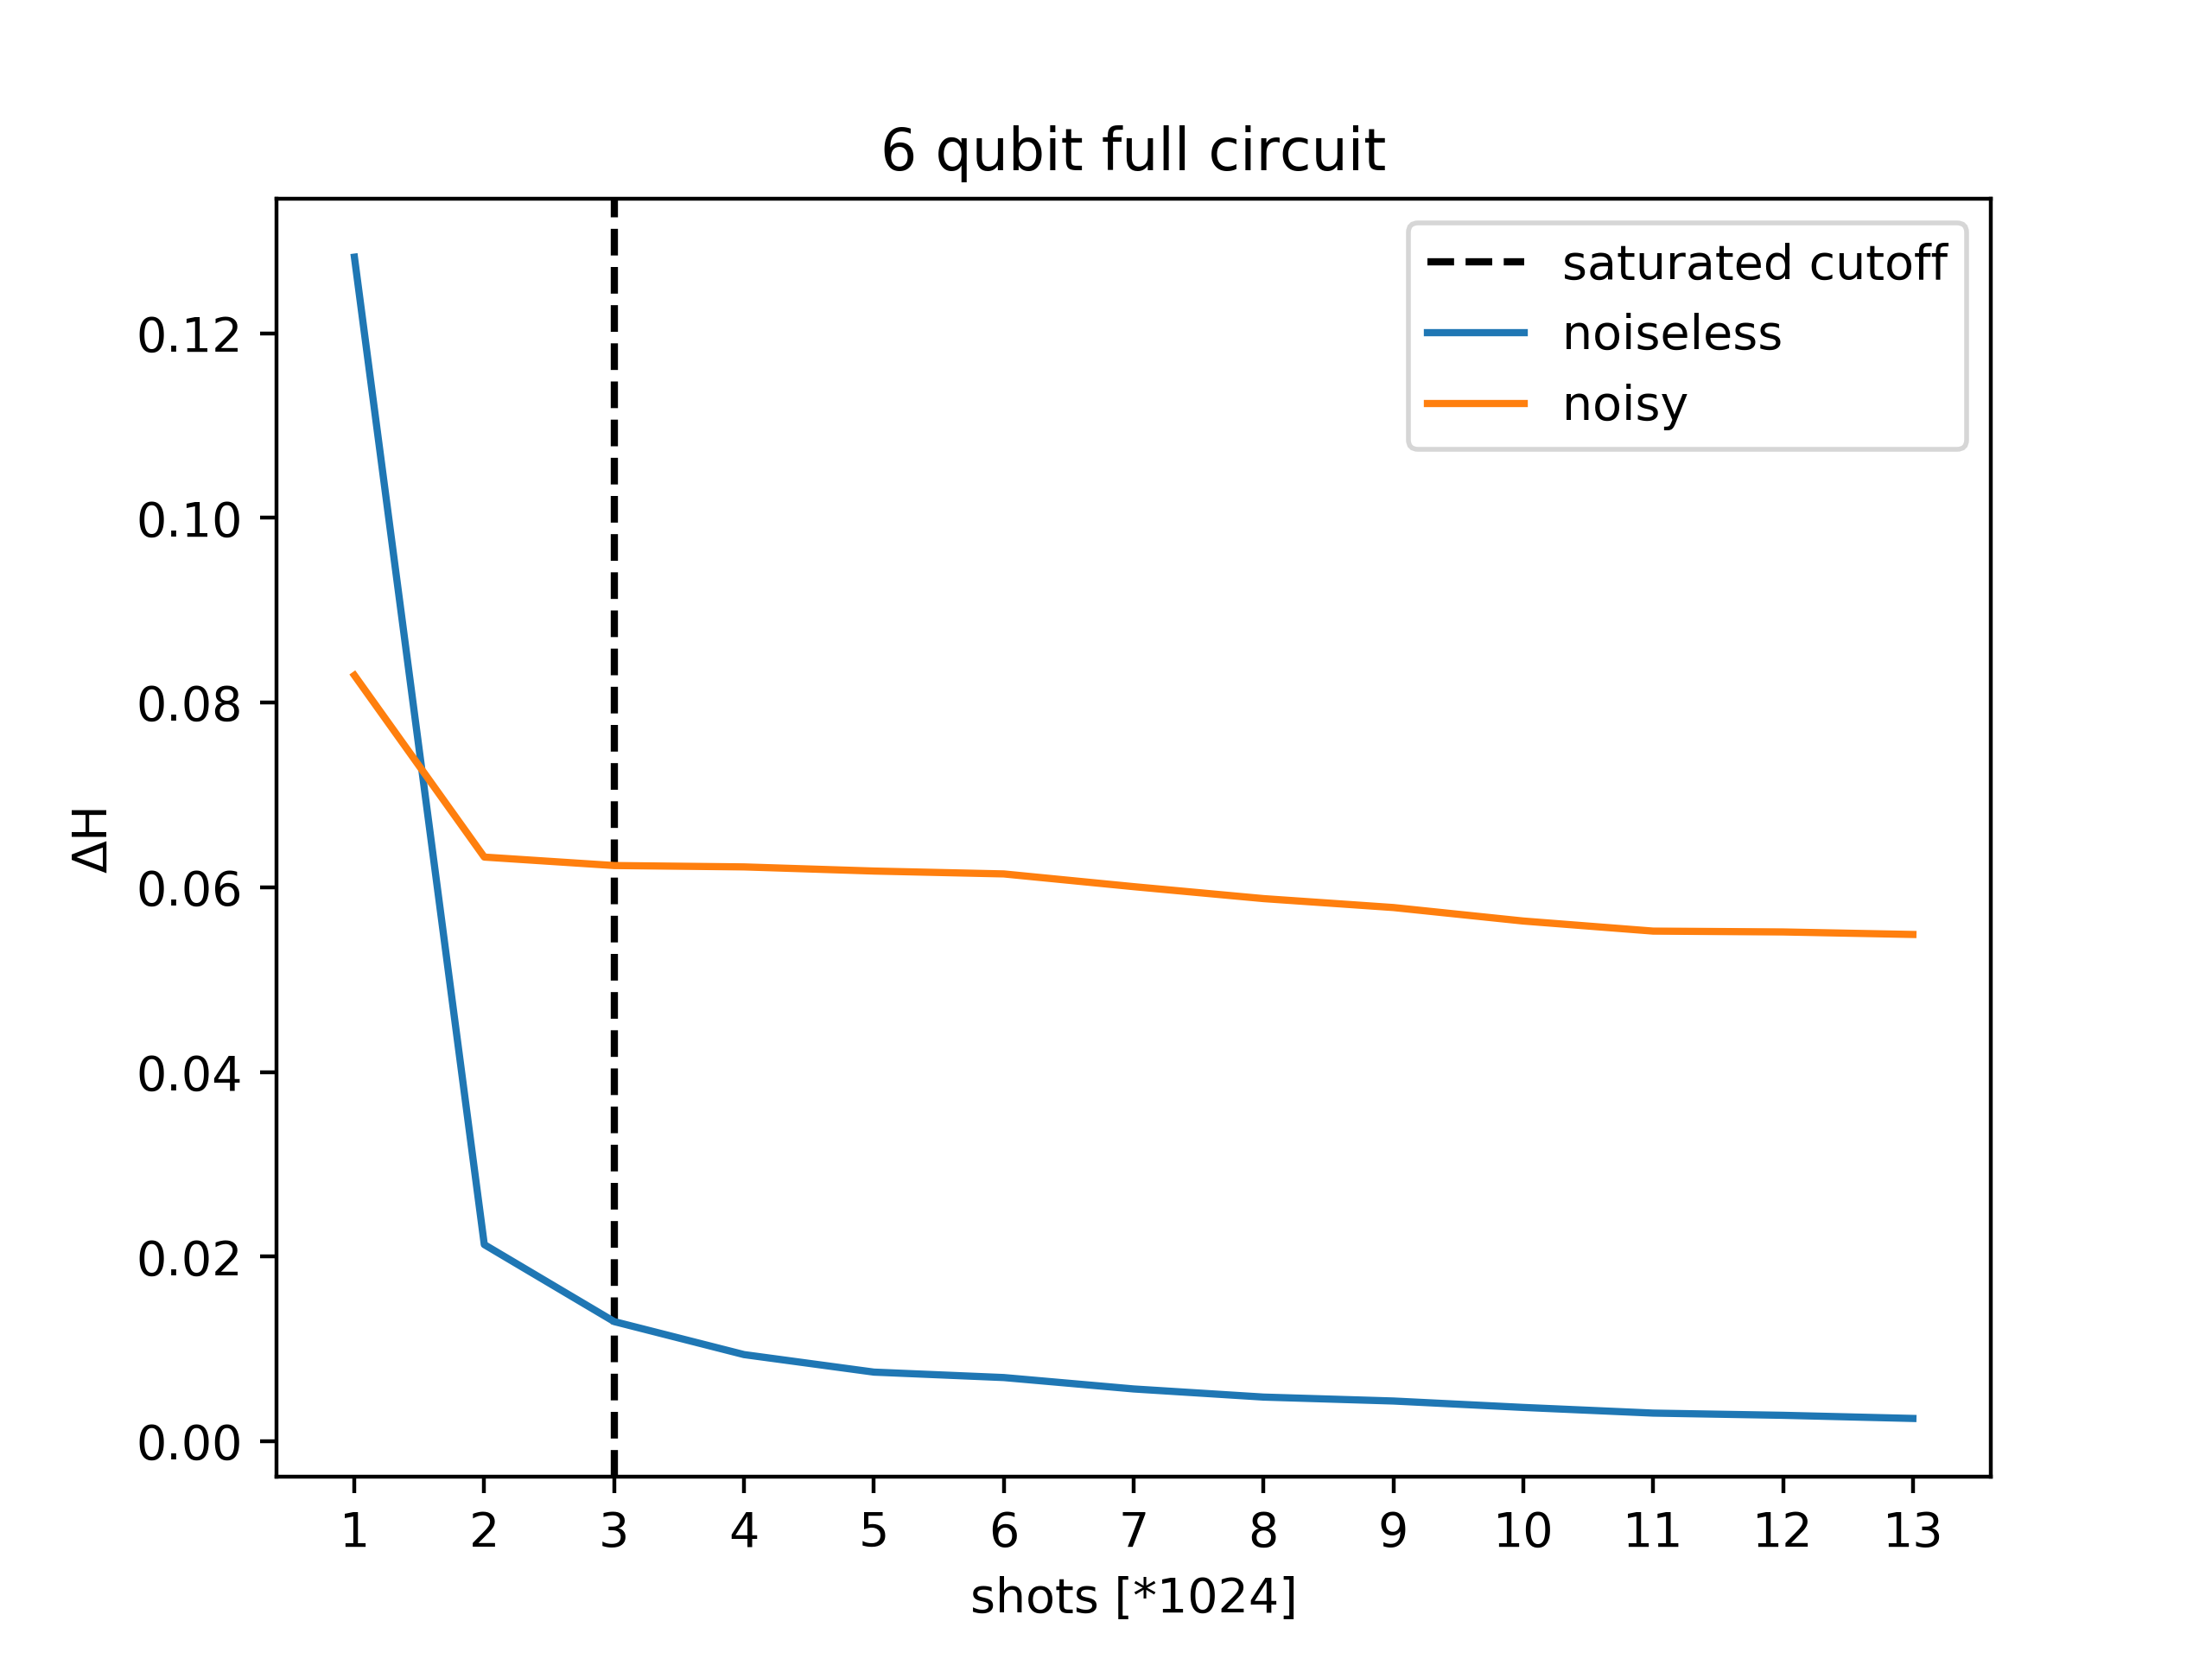 6 qubit full circuit
saturated cutoff
noiseless
noisy
0.12
0.10
0.08
0.06
0.04
0.02
0.00
ΔH
1 2 3 4 5 6 7 8 9 10 11 12 13
shots [*1024]